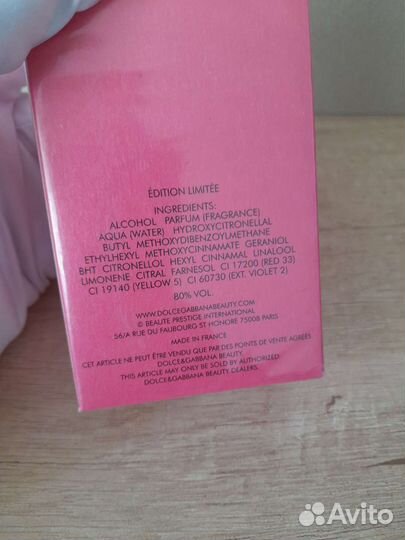 ÉDITION LIMITÉE
INGREDIENTS:
ALCOHOL PARFUM (FRAGRANCE)
AQUA (WATER) HYDROXYCITRONELLAL
BUTYL METHOXYDIBENZOYLMETHANE
ETHYLHEXYL METHOXYCINNAMATE GERANIOL
BHT CITRONELLOL HEXYL CINNAMAL LINALOOL
LIMONENE CITRAL FARNESOL CI 17200 (RED 33)
CI 19140 (YELLOW 5) CI 60730 (EXT. VIOLET 2)
80% VOL.
WWW.DOLCEGABBANABEAUTY.COM
© BEAUTE PRESTIGE INTERNATIONAL
56/A RUE DU FAUBOURG ST HONORE 75008 PARIS
MADE IN FRANCE
CET ARTICLE NE PEUT ÊTRE VENDU QUE PAR DES POINTS DE VENTE AGRÉÉS
DOLCE&GABBANA BEAUTY.
THIS ARTICLE MAY ONLY BE SOLD BY AUTHORIZED
DOLCE&GABBANA BEAUTY DEALERS.
Avito